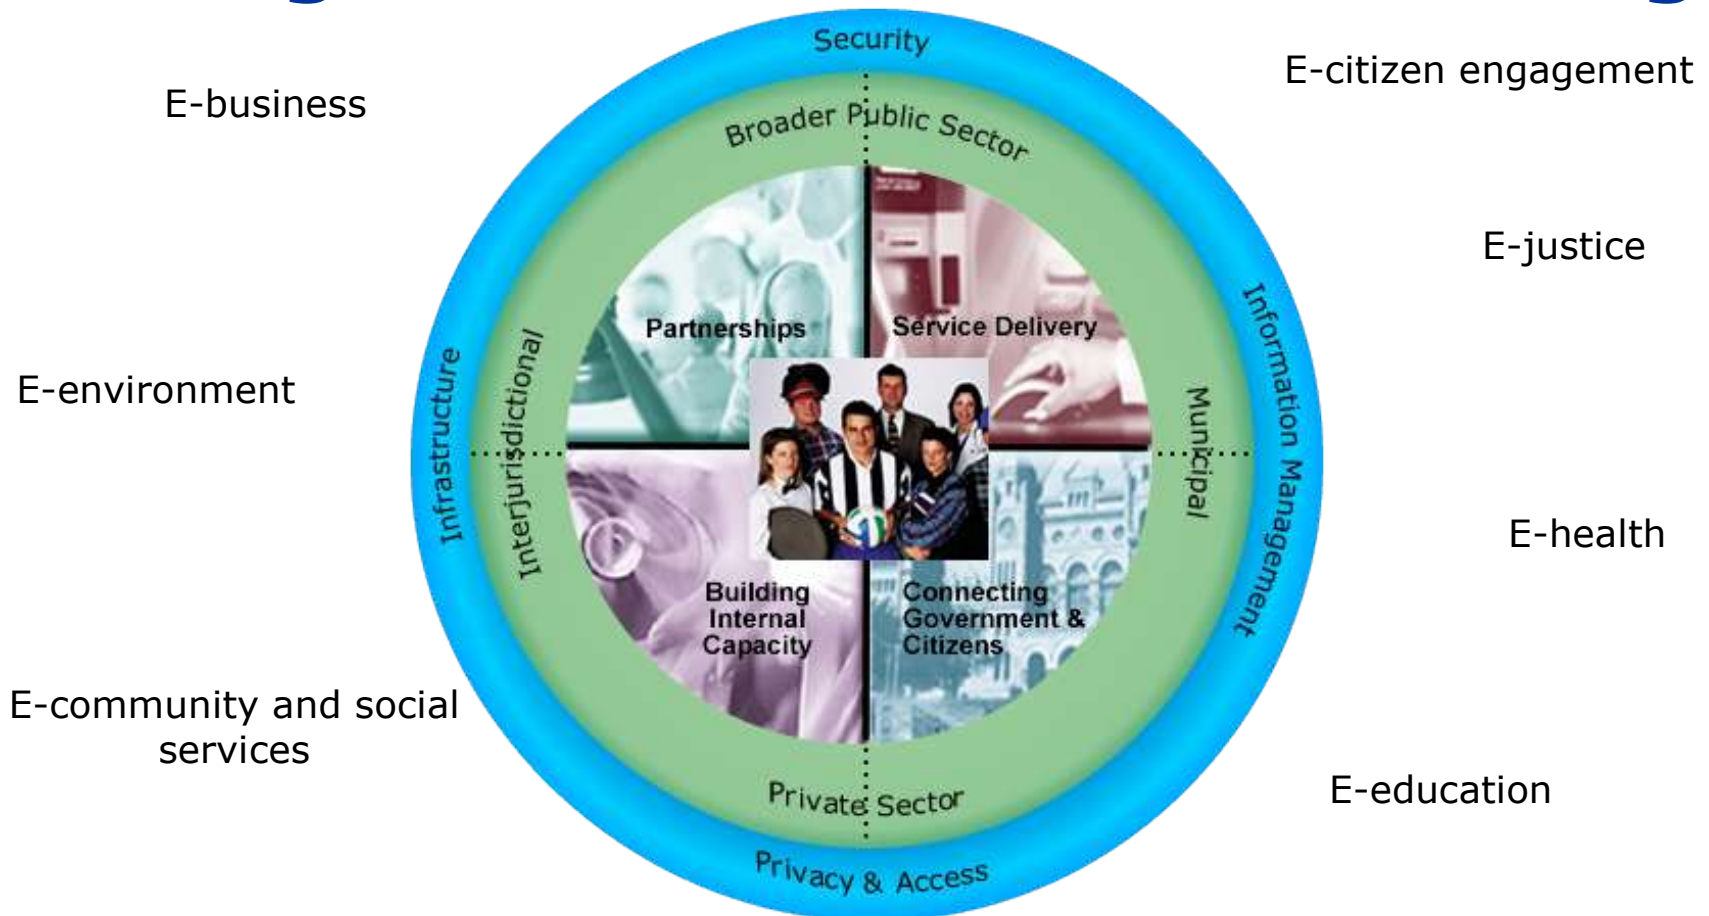 Security
E-citizen engagement
E-business
Broader Public Sector
E-justice
Partnerships
Service Delivery
E-environment
Infrastructure
Interjurisdictional
Municipal
Information Management
E-health
Building
Internal
Capacity
Connecting
Government &
Citizens
E-community and social
services
E-education
Private Sector
Privacy & Access